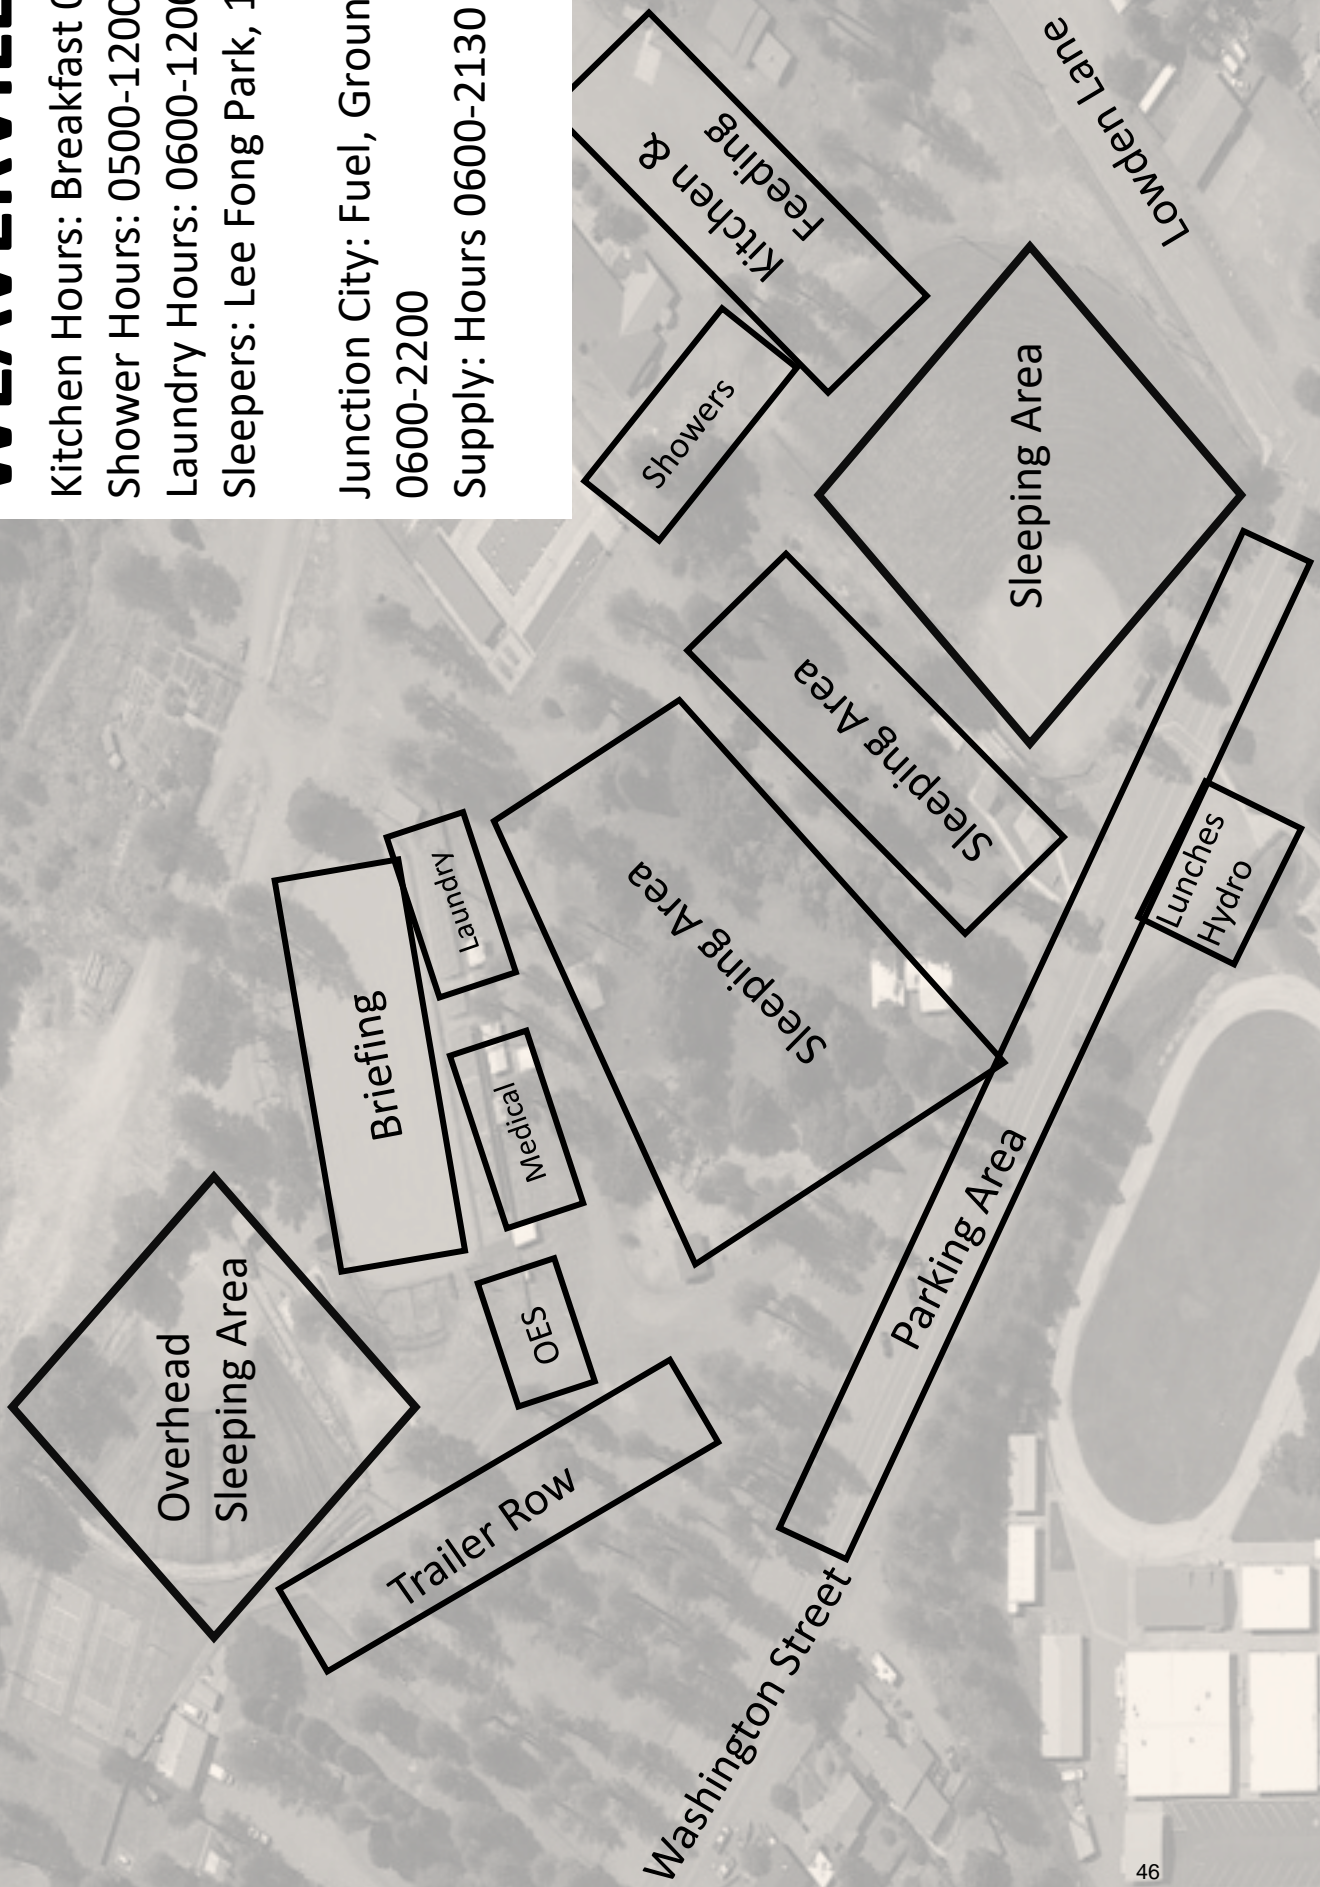 Kitchen Hours: Breakfast
Shower Hours: 0500-1200
Laundry Hours: 0600-1200
Sleepers: Lee Fong Park,
Junction City: Fuel,
0600-2200
Supply: Hours 0600-2130
Kitchen &
Feeding
Lowden Lane
Showers
Sleeping Area
Sleeping Area
Sleeping Area
Laundry
Briefing
Medical
OES
Overhead
Sleeping Area
Trailer Row
Parking Area
Lunches
Hydro
Washington Street
46